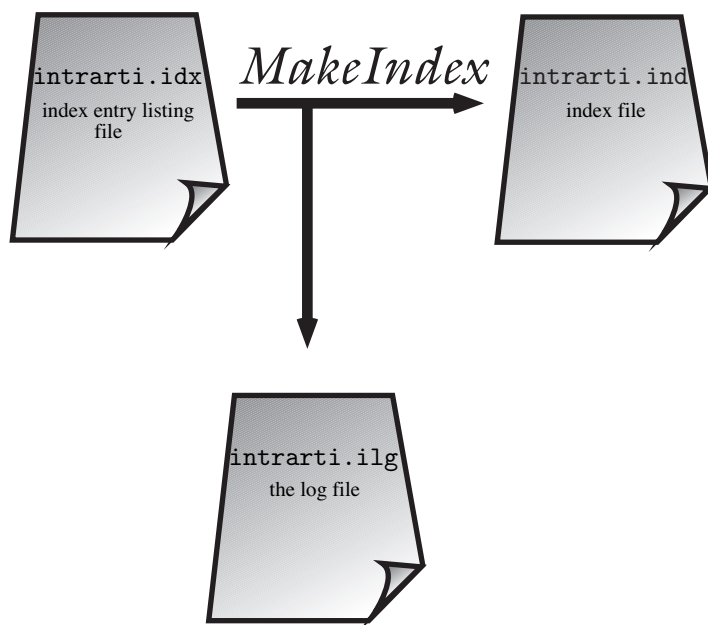 intrarti.idx
index entry listing
file
MakeIndex
intrarti.ind
index file
intrarti.ilg
the log file